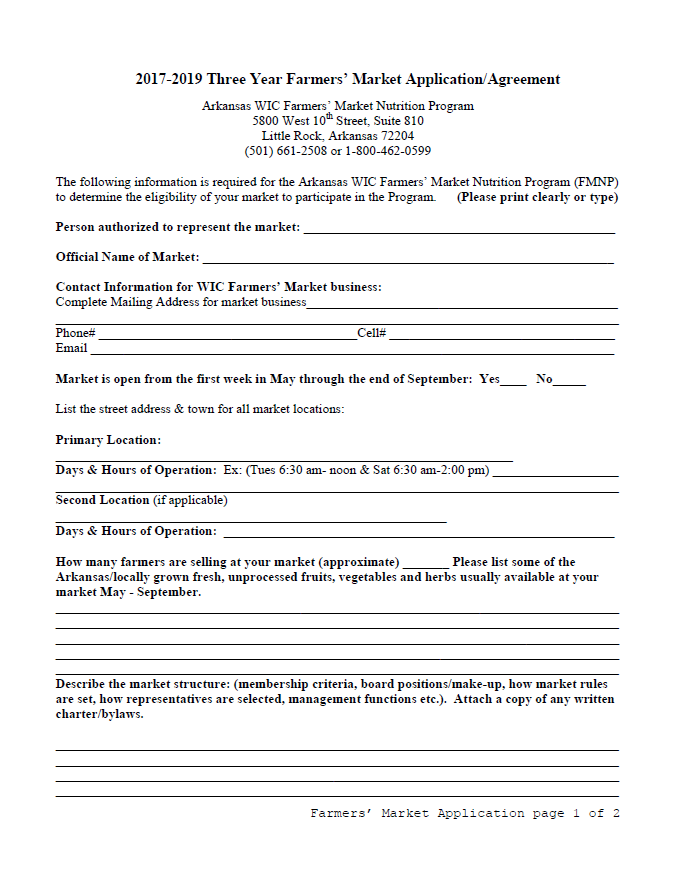 2017-2019 Three Year Farmers’ Market Application/Agreement
Arkansas WIC Farmers’ Market Nutrition Program
5800 West 10th Street, Suite 810
Little Rock, Arkansas 72204
(501) 661-2508 or 1-800-462-0599
The following information is required for the Arkansas WIC Farmers’ Market Nutrition Program (FMNP)
to determine the eligibility of your market to participate in the Program. (Please print clearly or type)
Person authorized to represent the market: ____
Official Name of Market: ____
Contact Information for WIC Farmers’ Market business:
Complete Mailing Address for market business____
Phone# ____Cell# ____
Email ____
Market is open from the first week in May through the end of September: Yes____ No_____
List the street address & town for all market locations:
Primary Location:
Days & Hours of Operation: Ex: (Tues 6:30 am- noon & Sat 6:30 am-2:00 pm) ____
Second Location (if applicable)
Days & Hours of Operation: ____
How many farmers are selling at your market (approximate) _______ Please list some of the
Arkansas/locally grown fresh, unprocessed fruits, vegetables and herbs usually available at your
market May - September.
Describe the market structure: (membership criteria, board positions/make-up, how market rules
are set, how representatives are selected, management functions etc.). Attach a copy of any written
charter/bylaws.
Farmers’ Market Application page 1 of 2